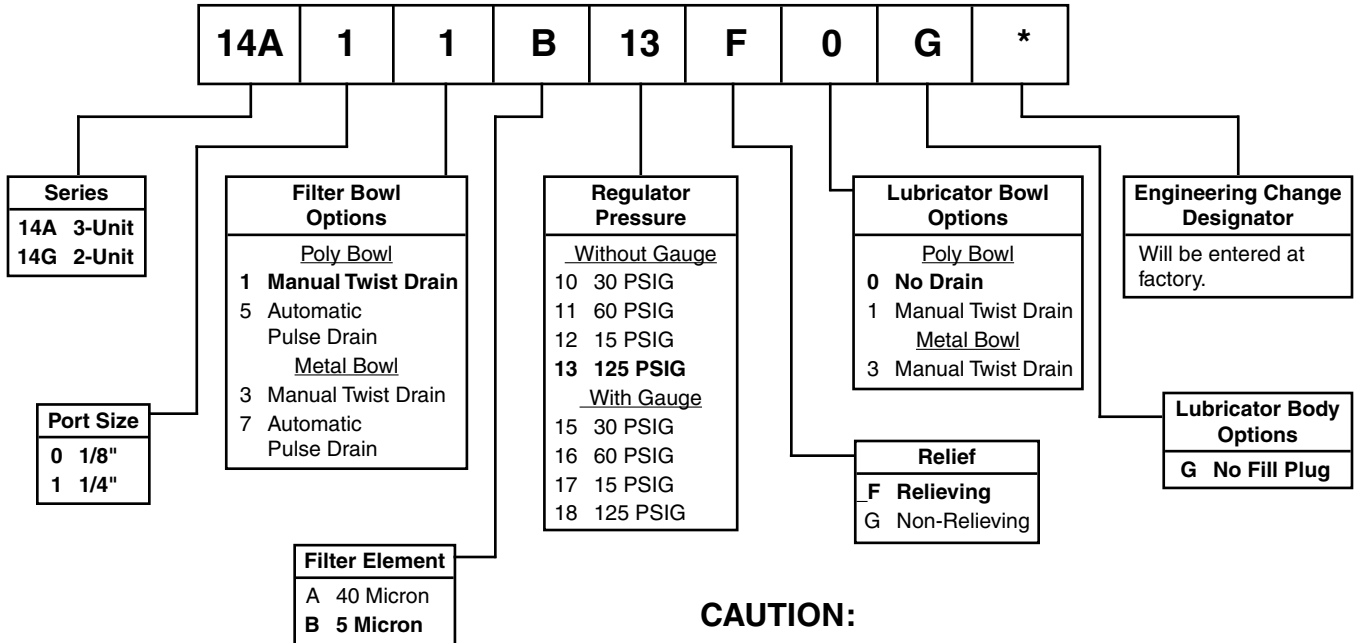 14A 1 1 B 13 F 0 G *
Series
14A 3-Unit
14G 2-Unit
Port Size
0 1/8"
1 1/4"
Filter Bowl
Options
Poly Bowl
1 Manual Twist Drain
5 Automatic
Pulse Drain
Metal Bowl
3 Manual Twist Drain
7 Automatic
Pulse Drain
Filter Element
A 40 Micron
B 5 Micron
Regulator
Pressure
Without Gauge
10 30 PSIG
11 60 PSIG
12 15 PSIG
13 125 PSIG
With Gauge
15 30 PSIG
16 60 PSIG
17 15 PSIG
18 125 PSIG
Relief
F Relieving
G Non-Relieving
Lubricator Bowl
Options
Poly Bowl
0 No Drain
1 Manual Twist Drain
Metal Bowl
3 Manual Twist Drain
Lubricator Body
Options
G No Fill Plug
Engineering Change
Designator
Will be entered at
factory.
CAUTION: